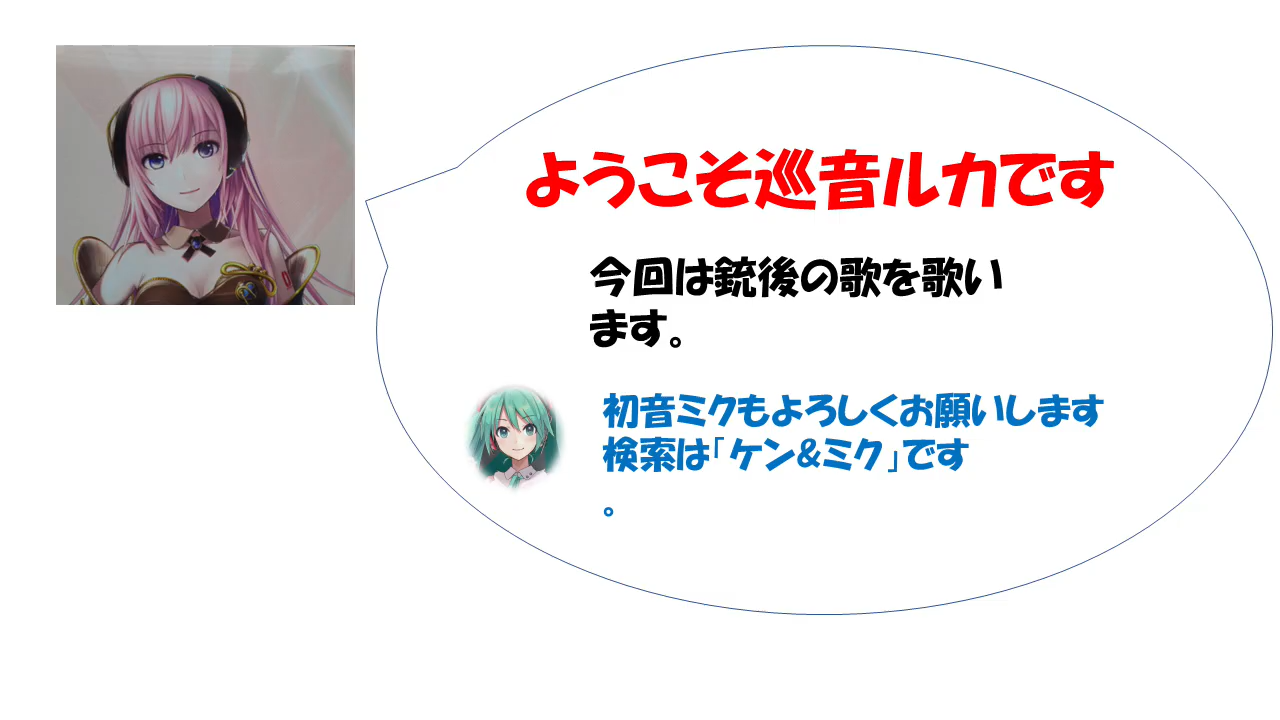 ようこそ巡音ルカです
今回は銃後の歌を歌い
ます。
初音ミクもよろしくお願いします
検索は「ケン&ミク」です
。